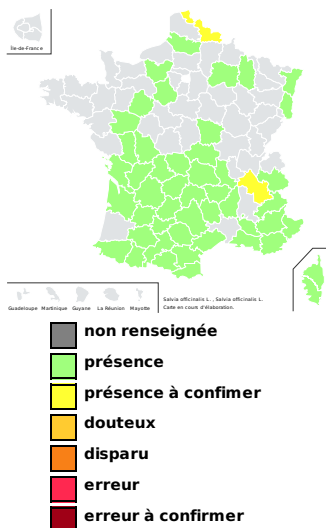 Île-de-France
Guadeloupe Martinique Guyane La Réunion Mayotte
Salvia officinalis L. , Salvia officinalis L.
Carte en cours d'élaboration.
non renseignée
présence
présence à confimer
douteux
disparu
erreur
erreur à confirmer